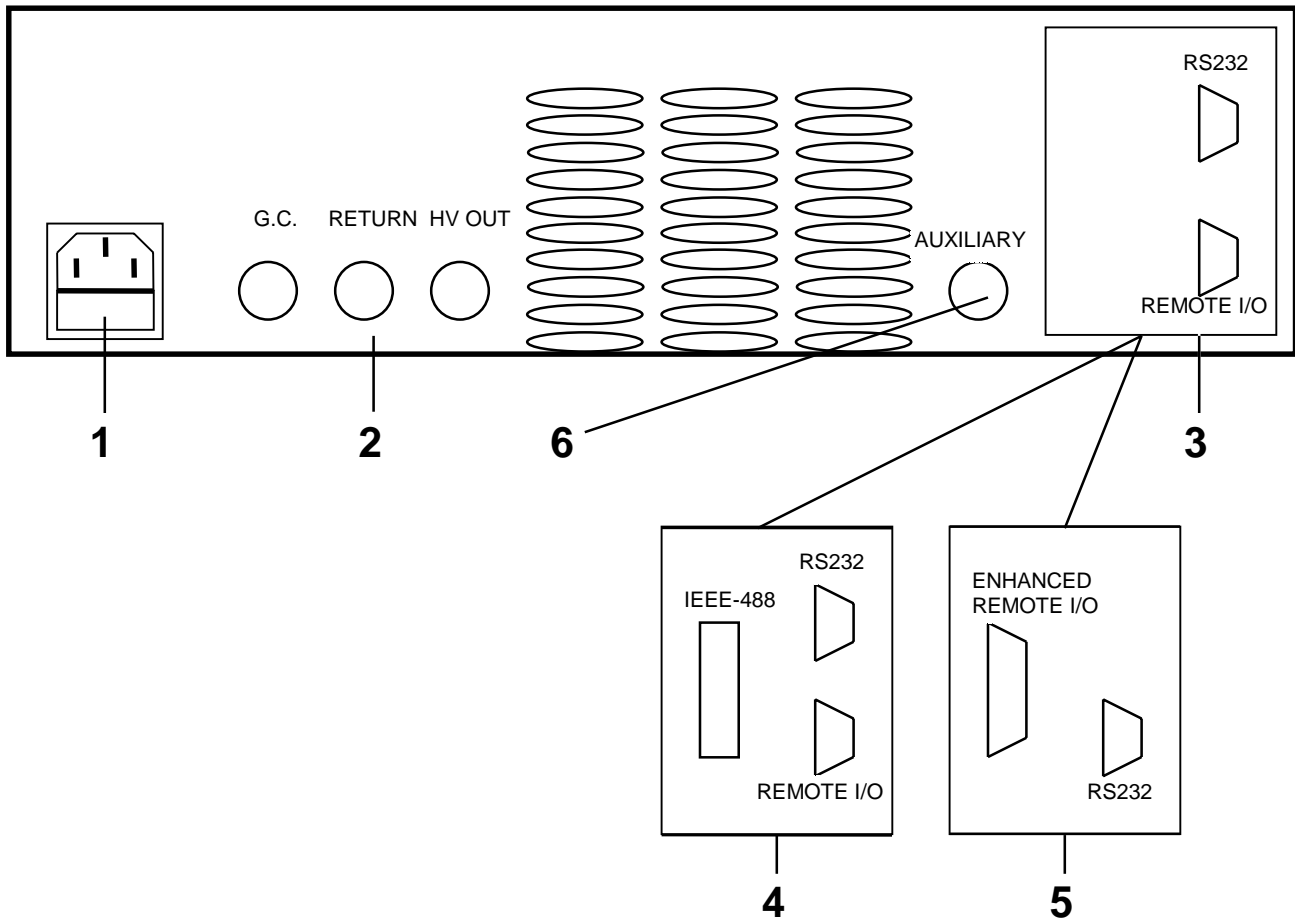 RS232
G.C. RETURN HV OUT
AUXILIARY
REMOTE I/O
1 2 6 3
RS232
IEEE-488
REMOTE I/O
ENHANCED
REMOTE I/O
RS232
4 5